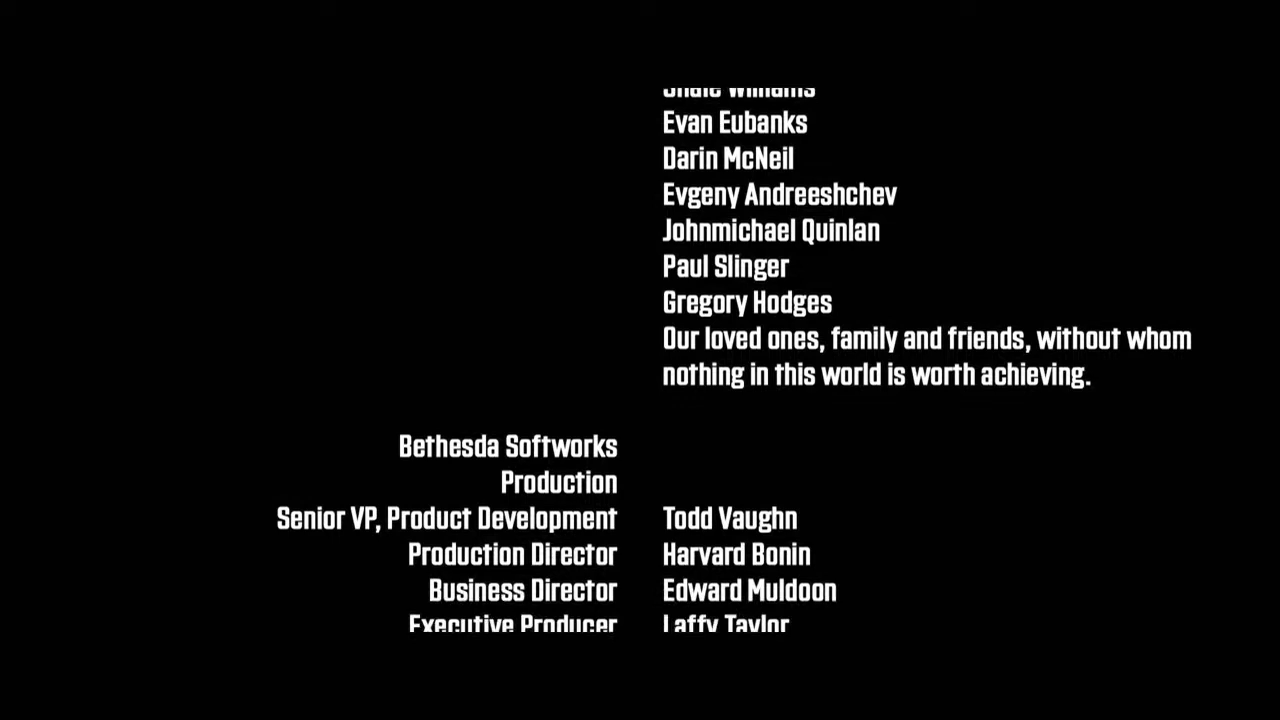 Williams
Evan Eubanks
Darin McNeil
Evgeny Andreeshchev
Johnmichael Quinlan
Paul Slinger
Gregory Hodges
Our loved ones, family and friends, without whom
nothing in this world is worth achieving.
Bethesda Softworks
Production
Senior VP, Product Development Todd Vaughn
Production Director Harvard Bonin
Business Director Edward Muldoon
Executive Producer Laffy Taylor